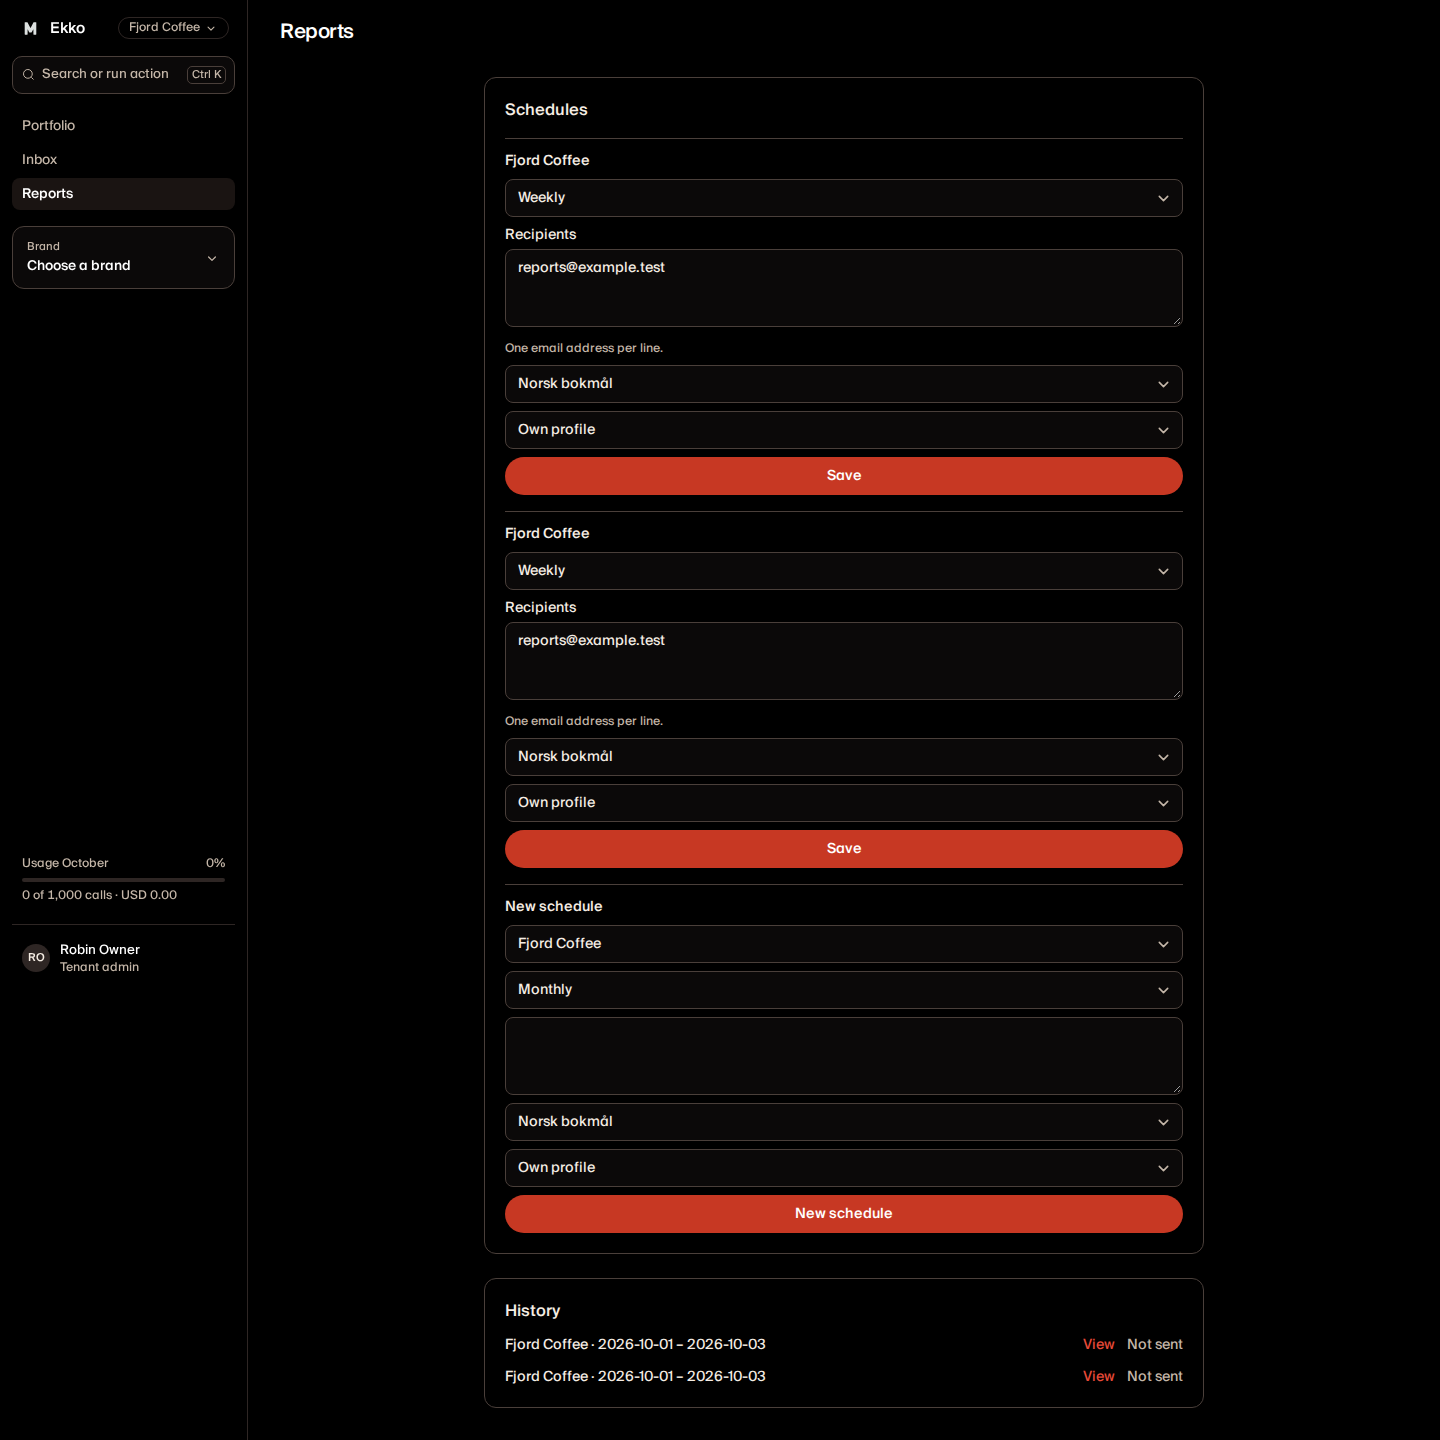 Ekko
Fjord Coffee
Search or run action
Ctrl K
Portfolio
Inbox
Reports
Brand
Choose a brand
Usage October
0%
0 of 1,000 calls · USD 0.00
RO
Robin Owner
Tenant admin
Reports
Schedules
Fjord Coffee
Weekly
Recipients
reports@example.test
One email address per line.
Norsk bokmål
Own profile
Save
Fjord Coffee
Weekly
Recipients
reports@example.test
One email address per line.
Norsk bokmål
Own profile
Save
New schedule
Fjord Coffee
Monthly
Norsk bokmål
Own profile
New schedule
History
Fjord Coffee · 2026-10-01 – 2026-10-03 View Not sent
Fjord Coffee · 2026-10-01 – 2026-10-03 View Not sent